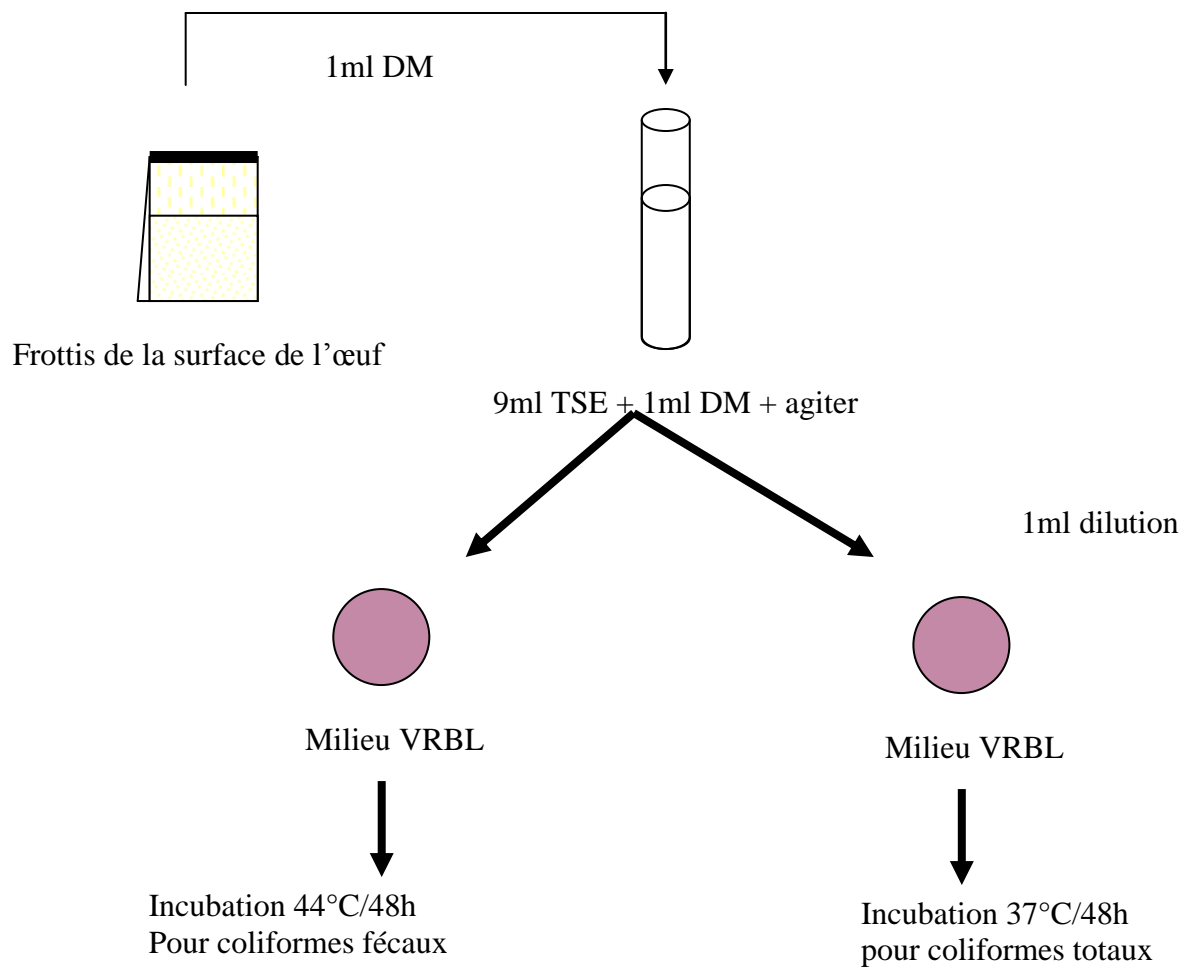 1ml DM
Frottis de la surface de l’œuf
9ml TSE + 1ml DM + agiter
1ml dilution
Milieu VRBL
Milieu VRBL
Incubation 44°C/48h
Pour coliformes fécaux
Incubation 37°C/48h
pour coliformes totaux